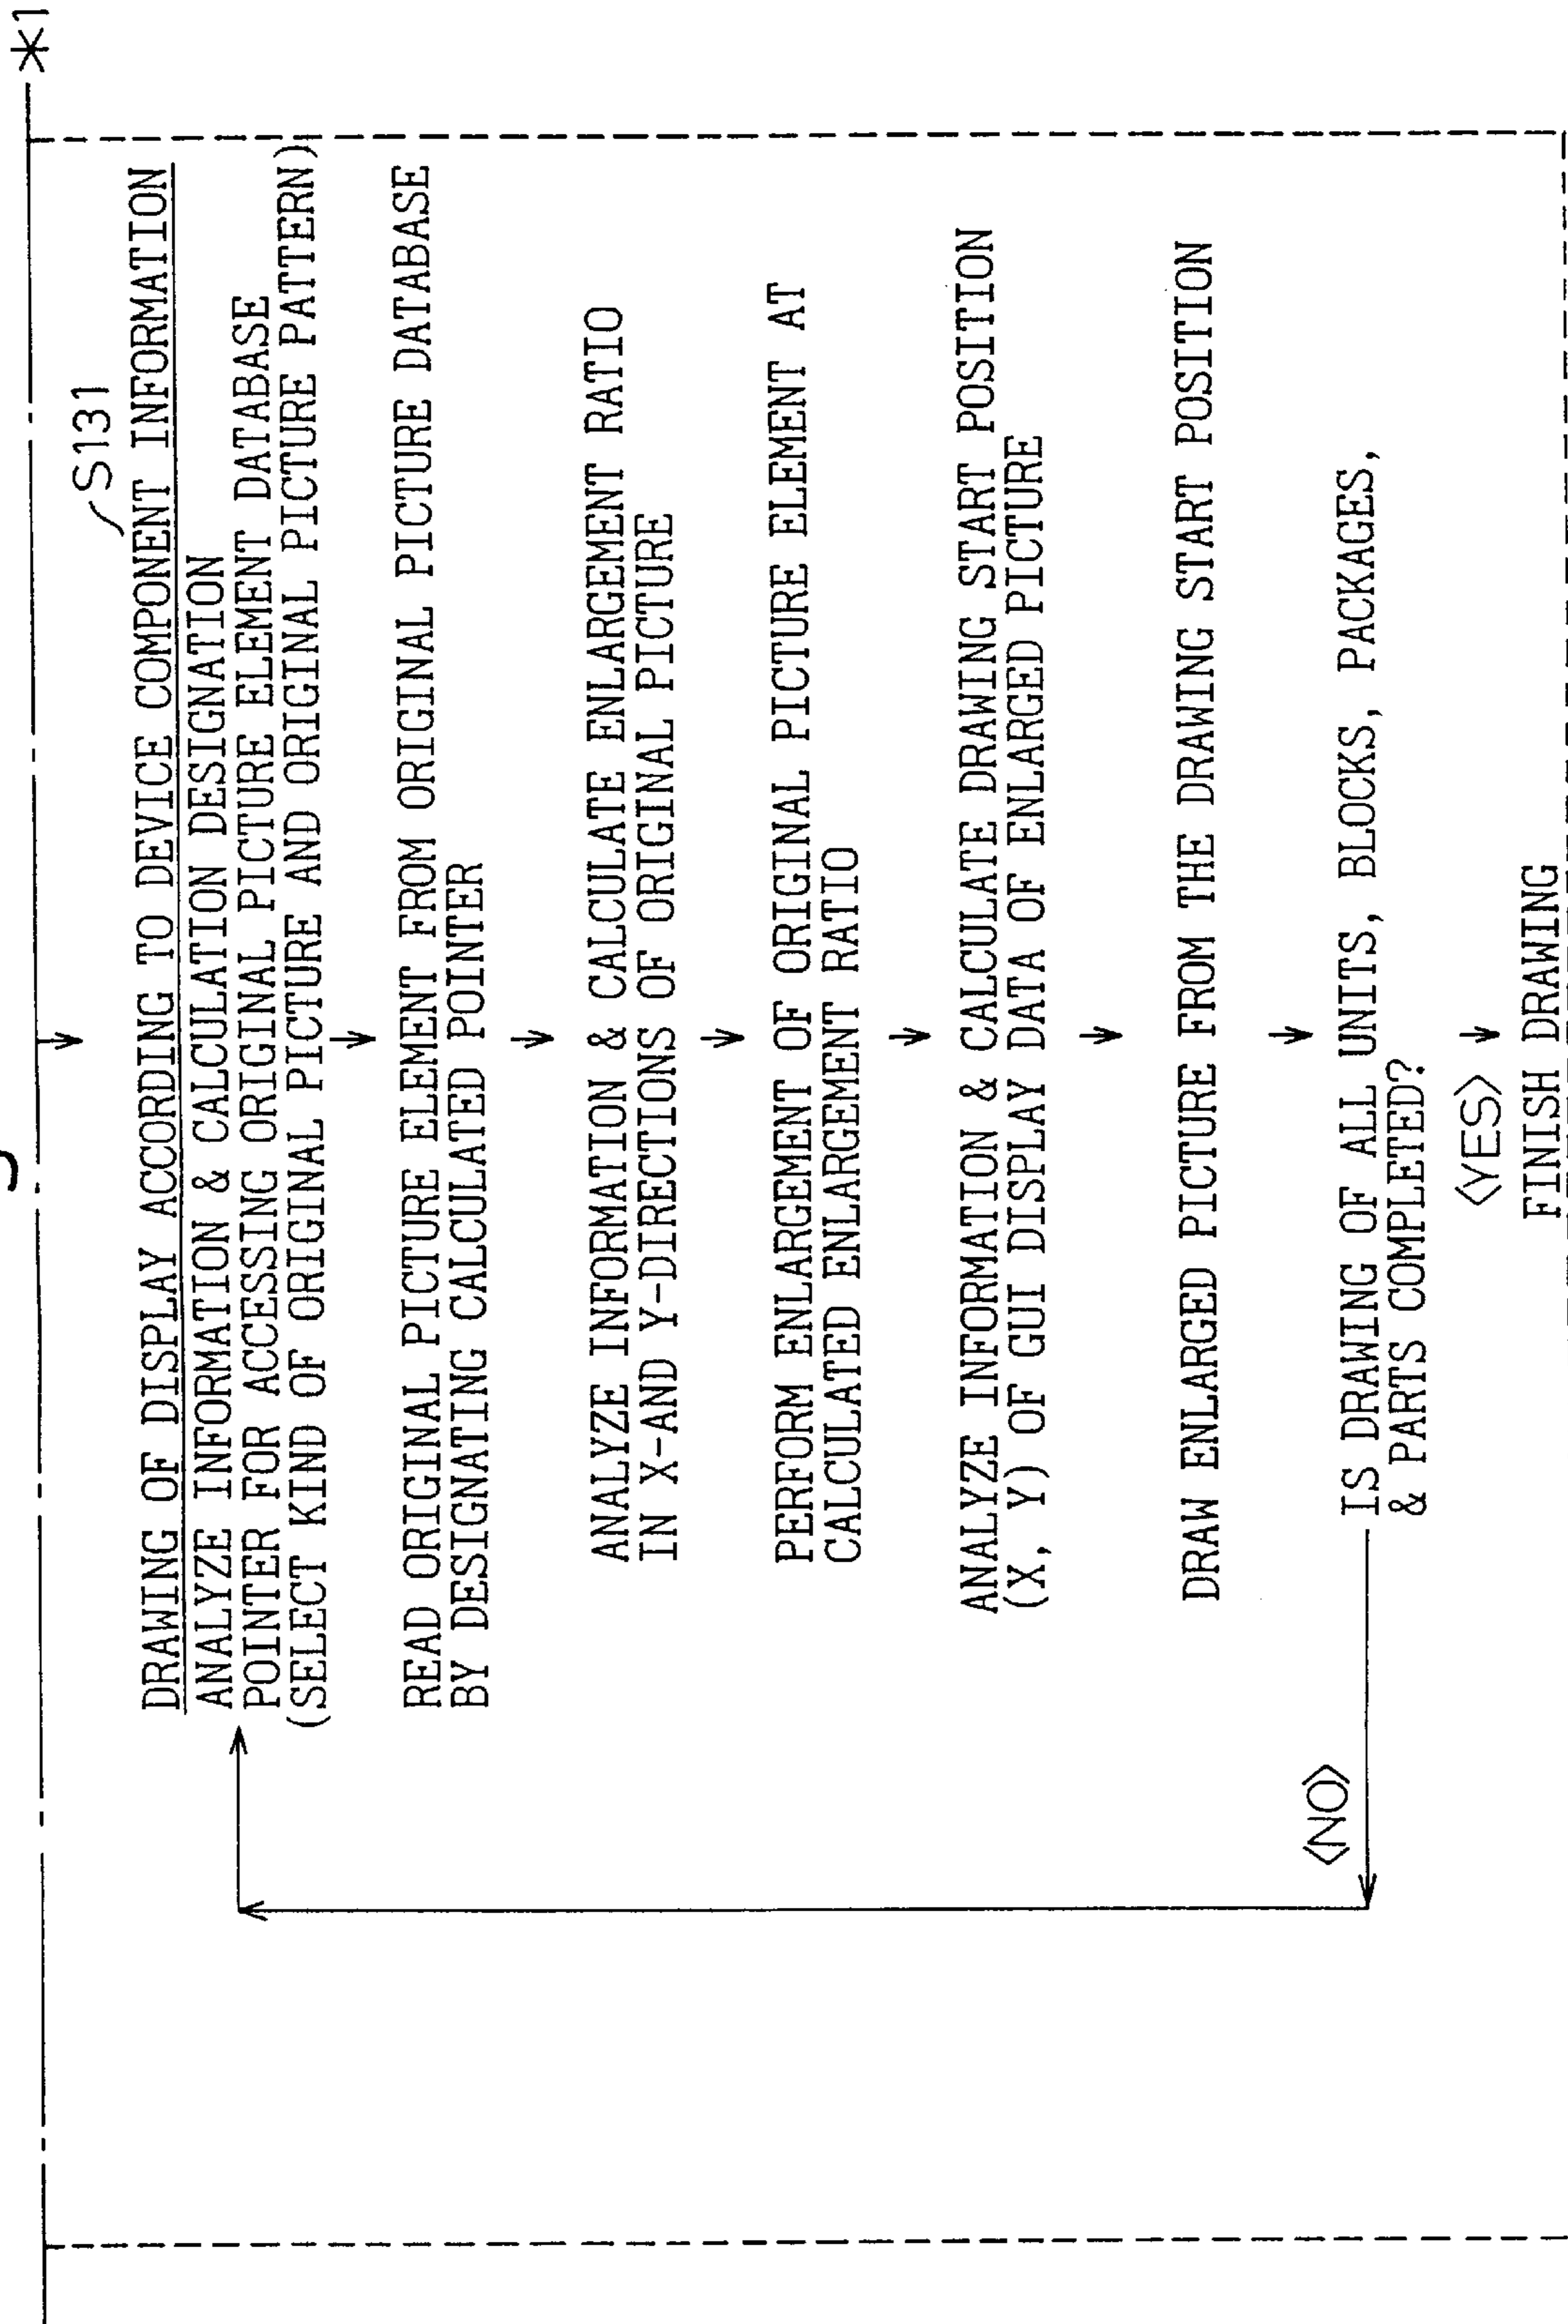 *1
S131
DRAWING OF DISPLAY ACCORDING TO DEVICE COMPONENT INFORMATION
ANALYZE INFORMATION & CALCULATION DESIGNATION
POINTER FOR ACCESSING ORIGINAL PICTURE ELEMENT DATABASE
(SELECT KIND OF ORIGINAL PICTURE AND ORIGINAL PICTURE PATTERN)
READ ORIGINAL PICTURE ELEMENT FROM ORIGINAL PICTURE DATABASE
BY DESIGNATING CALCULATED POINTER
ANALYZE INFORMATION & CALCULATE ENLARGEMENT RATIO
IN X-AND Y-DIRECTIONS OF ORIGINAL PICTURE
PERFORM ENLARGEMENT OF ORIGINAL PICTURE ELEMENT AT
CALCULATED ENLARGEMENT RATIO
ANALYZE INFORMATION & CALCULATE DRAWING START POSITION
(X, Y) OF GUI DISPLAY DATA OF ENLARGED PICTURE
DRAW ENLARGED PICTURE FROM THE DRAWING START POSITION
<NO>
IS DRAWING OF ALL UNITS, BLOCKS, PACKAGES,
& PARTS COMPLETED?
<YES>
FINISH DRAWING